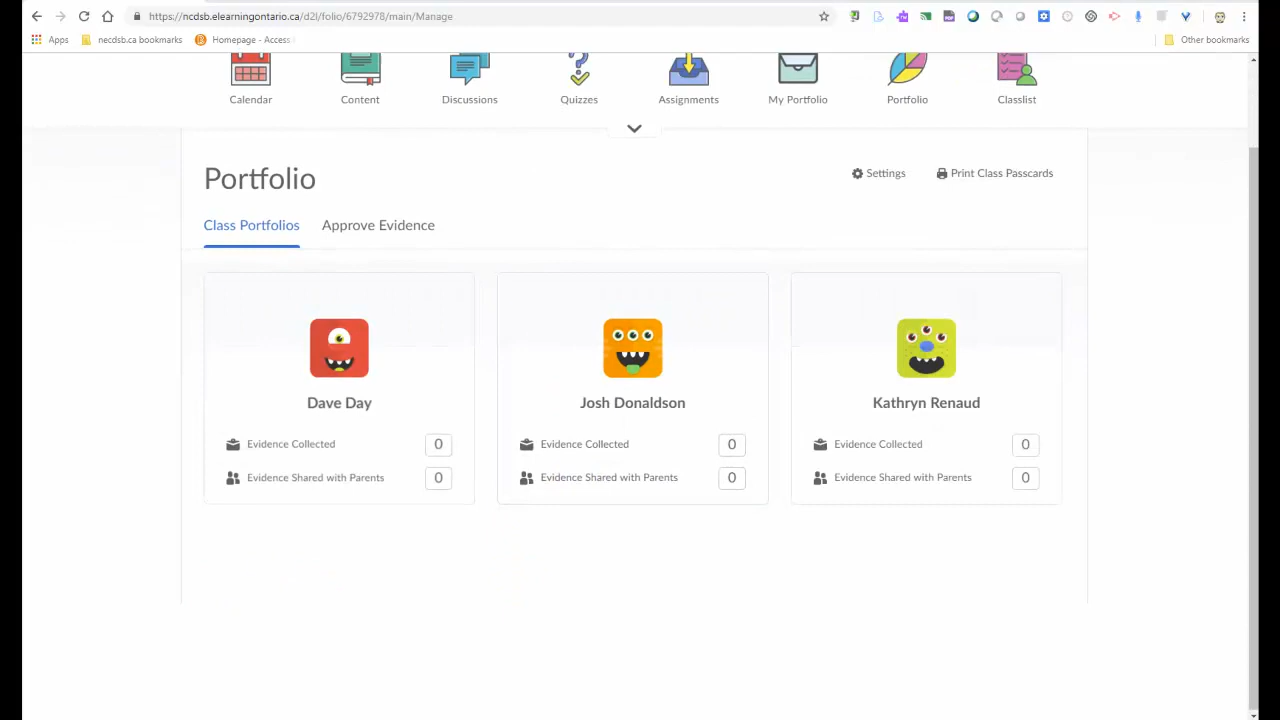 https://ncdsb.elearningontario.ca/d2l/folio/6792978/main/Manage
Apps necdsb.ca bookmarks Homepage - Access Other bookmarks
Calendar Content Discussions Quizzes Assignments My Portfolio Portfolio Classlist
Portfolio Settings Print Class Passcards
Class Portfolios Approve Evidence
Dave Day Josh Donaldson Kathryn Renaud
Evidence Collected 0 Evidence Collected 0 Evidence Collected 0
Evidence Shared with Parents 0 Evidence Shared with Parents 0 Evidence Shared with Parents 0